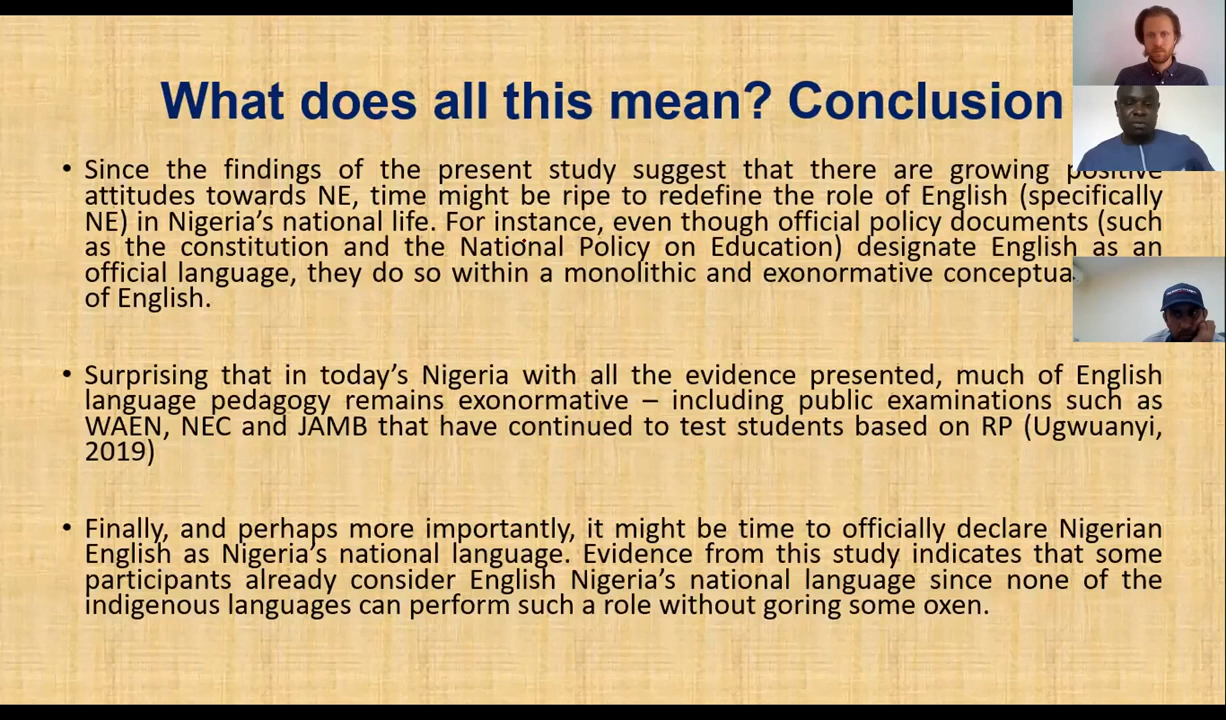 What does all this mean? Conclusion
• Since the findings of the present study suggest that there are growing positive
attitudes towards NE, time might be ripe to redefine the role of English (specifically
NE) in Nigeria's national life. For instance, even though official policy documents (such
as the constitution and the National Policy on Education) designate English as an
official language, they do so within a monolithic and exonormative conceptua
of English.
• Surprising that in today's Nigeria with all the evidence presented, much of English
language pedagogy remains exonormative – including public examinations such as
WAEN, NEC and JAMB that have continued to test students based on RP (Ugwuanyi,
2019)
• Finally, and perhaps more importantly, it might be time to officially declare Nigerian
English as Nigeria's national language. Evidence from this study indicates that some
participants already consider English Nigeria's national language since none of the
indigenous languages can perform such a role without goring some oxen.